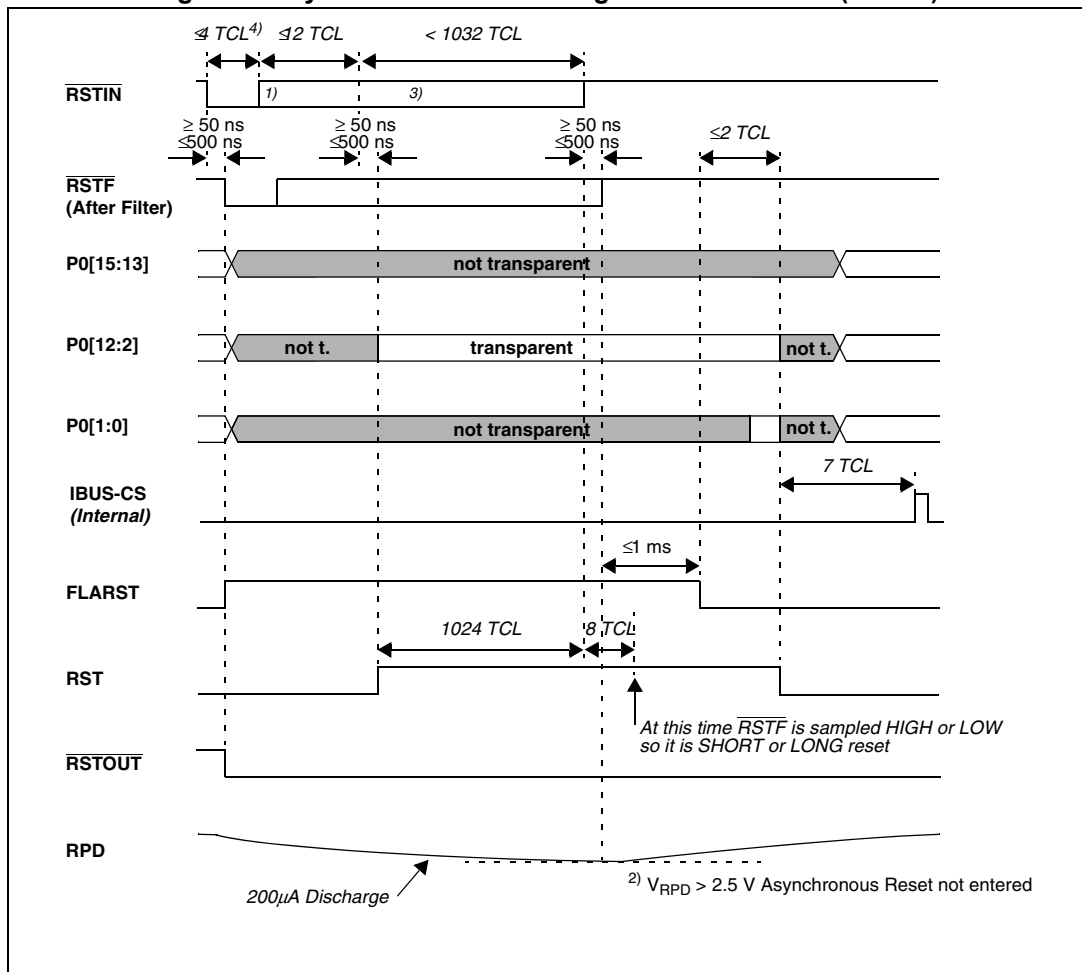 ≤4 TCL4) ≤12 TCL < 1032 TCL
RSTIN 1) 3)
≥ 50 ns ≥ 50 ns ≥ 50 ns
≤500 ns ≤500 ns ≤500 ns ≤2 TCL
RSTF
(After Filter)
P0[15:13] not transparent
P0[12:2] not t. transparent not t.
P0[1:0] not transparent not t.
7 TCL
IBUS-CS
(Internal)
≤1 ms
FLARST
1024 TCL 8 TCL
RST
At this time RSTF is sampled HIGH or LOW
so it is SHORT or LONG reset
RSTOUT
RPD
200µA Discharge
2) VRPD > 2.5 V Asynchronous Reset not entered